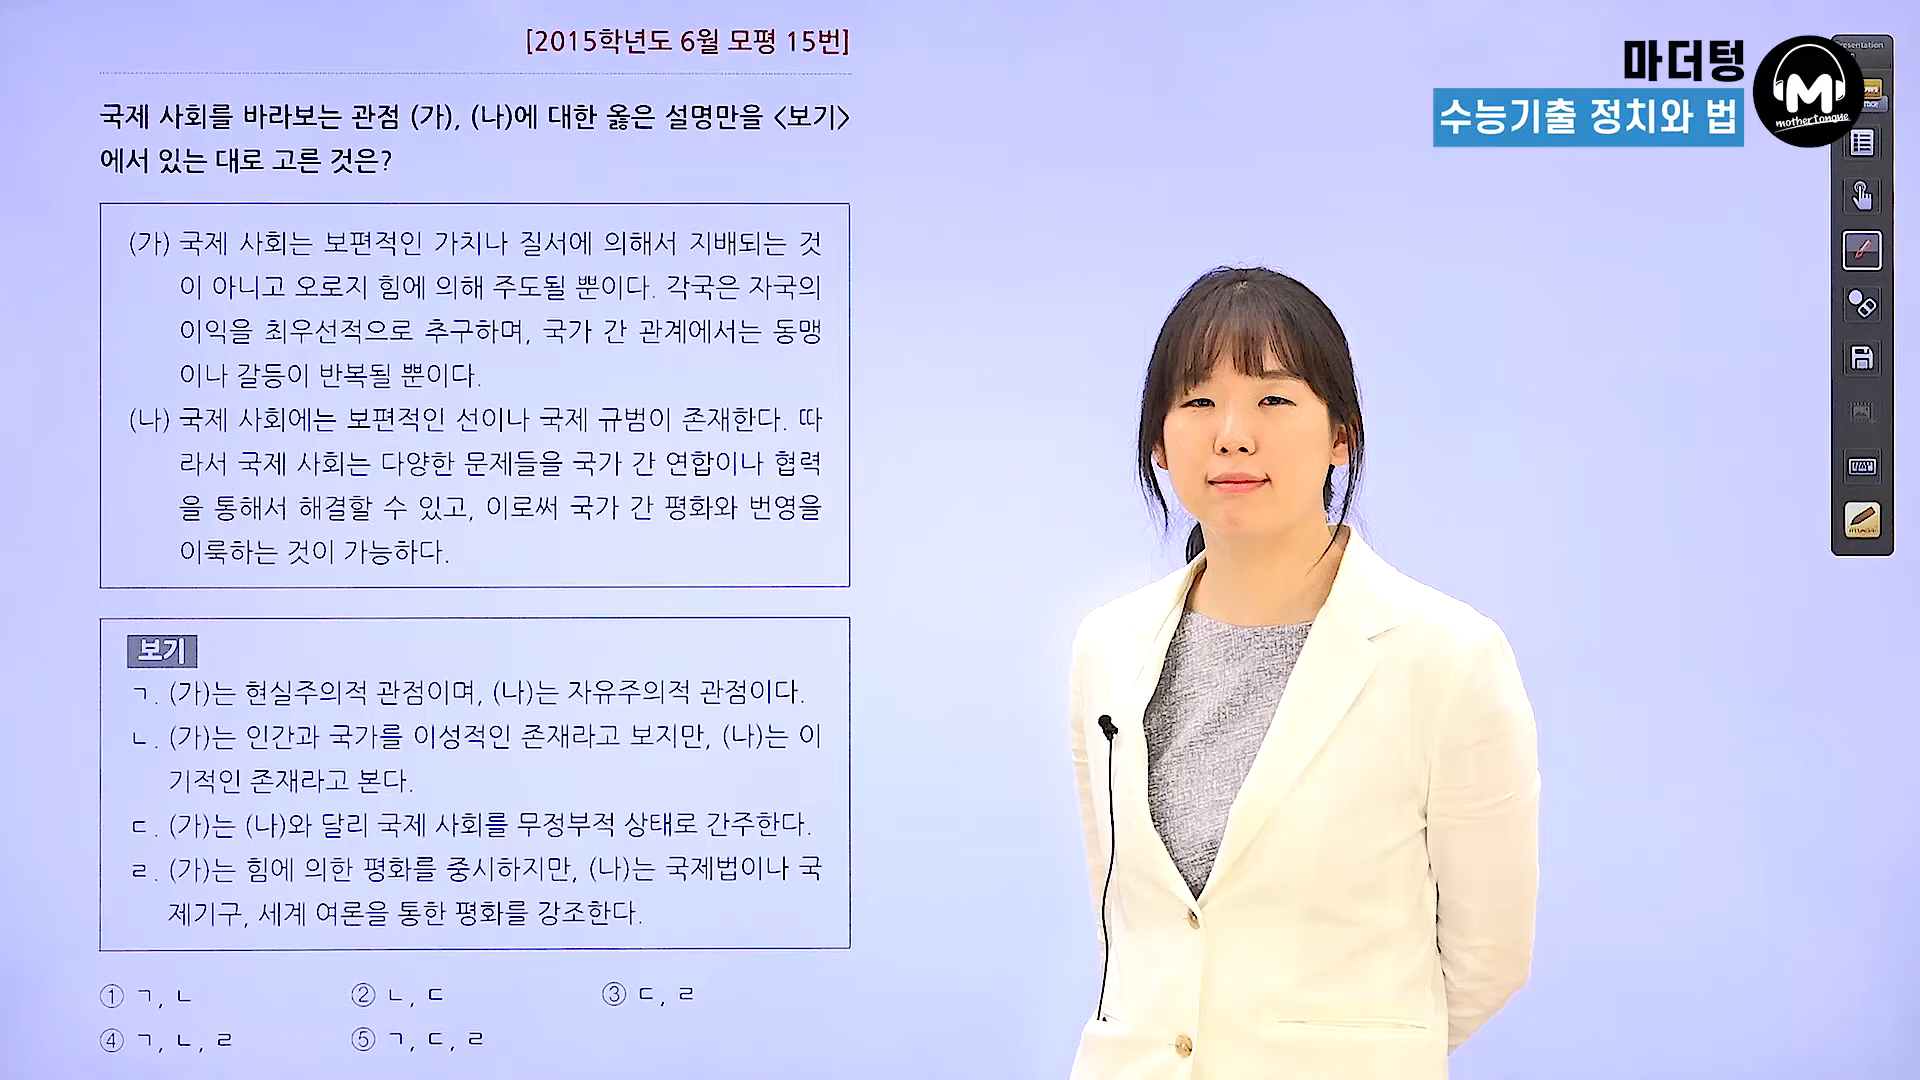 [2015학년도 6월 모평 15번]
국제 사회를 바라보는 관점 (가), (나)에 대한 옳은 설명만을 <보기>
에서 있는 대로 고른 것은?
(가) 국제 사회는 보편적인 가치나 질서에 의해서 지배되는 것
이 아니고 오로지 힘에 의해 주도될 뿐이다. 각국은 자국의
이익을 최우선적으로 추구하며, 국가 간 관계에서는 동맹
이나 갈등이 반복될 뿐이다.
(나) 국제 사회에는 보편적인 선이나 국제 규범이 존재한다. 따
라서 국제 사회는 다양한 문제들을 국가 간 연합이나 협력
을 통해서 해결할 수 있고, 이로써 국가 간 평화와 번영을
이룩하는 것이 가능하다.
보기
ㄱ. (가)는 현실주의적 관점이며, (나)는 자유주의적 관점이다.
ㄴ. (가)는 인간과 국가를 이성적인 존재라고 보지만, (나)는 이
기적인 존재라고 본다.
ㄷ. (가)는 (나)와 달리 국제 사회를 무정부적 상태로 간주한다.
ㄹ. (가)는 힘에 의한 평화를 중시하지만, (나)는 국제법이나 국
제기구, 세계 여론을 통한 평화를 강조한다.
① ㄱ, ㄴ ② ㄴ, ㄷ ③ ㄷ, ㄹ
④ ㄱ, ㄴ, ㄹ ⑤ ㄱ, ㄷ, ㄹ
마더텅
수능기출 정치와 법
M
mothertongue